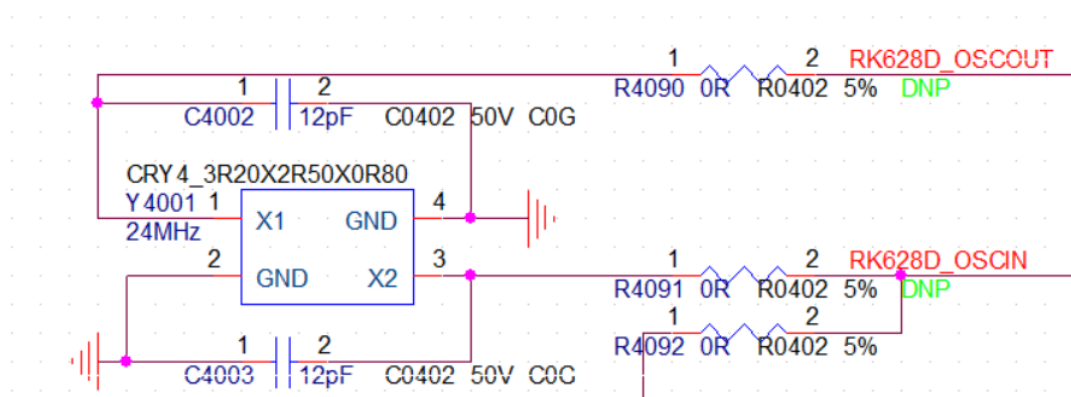 1 2 RK628D_OSCOUT
R4090 0R R0402 5% DNP
1 2
C4002 12pF C0402 50V C0G
CRY4_3R20X2R50X0R80
Y4001 1 X1 GND 4
24MHz
2 GND X2 3
1 2 RK628D_OSCIN
R4091 0R R0402 5% DNP
1 2
R4092 0R R0402 5%
1 2
C4003 12pF C0402 50V C0G